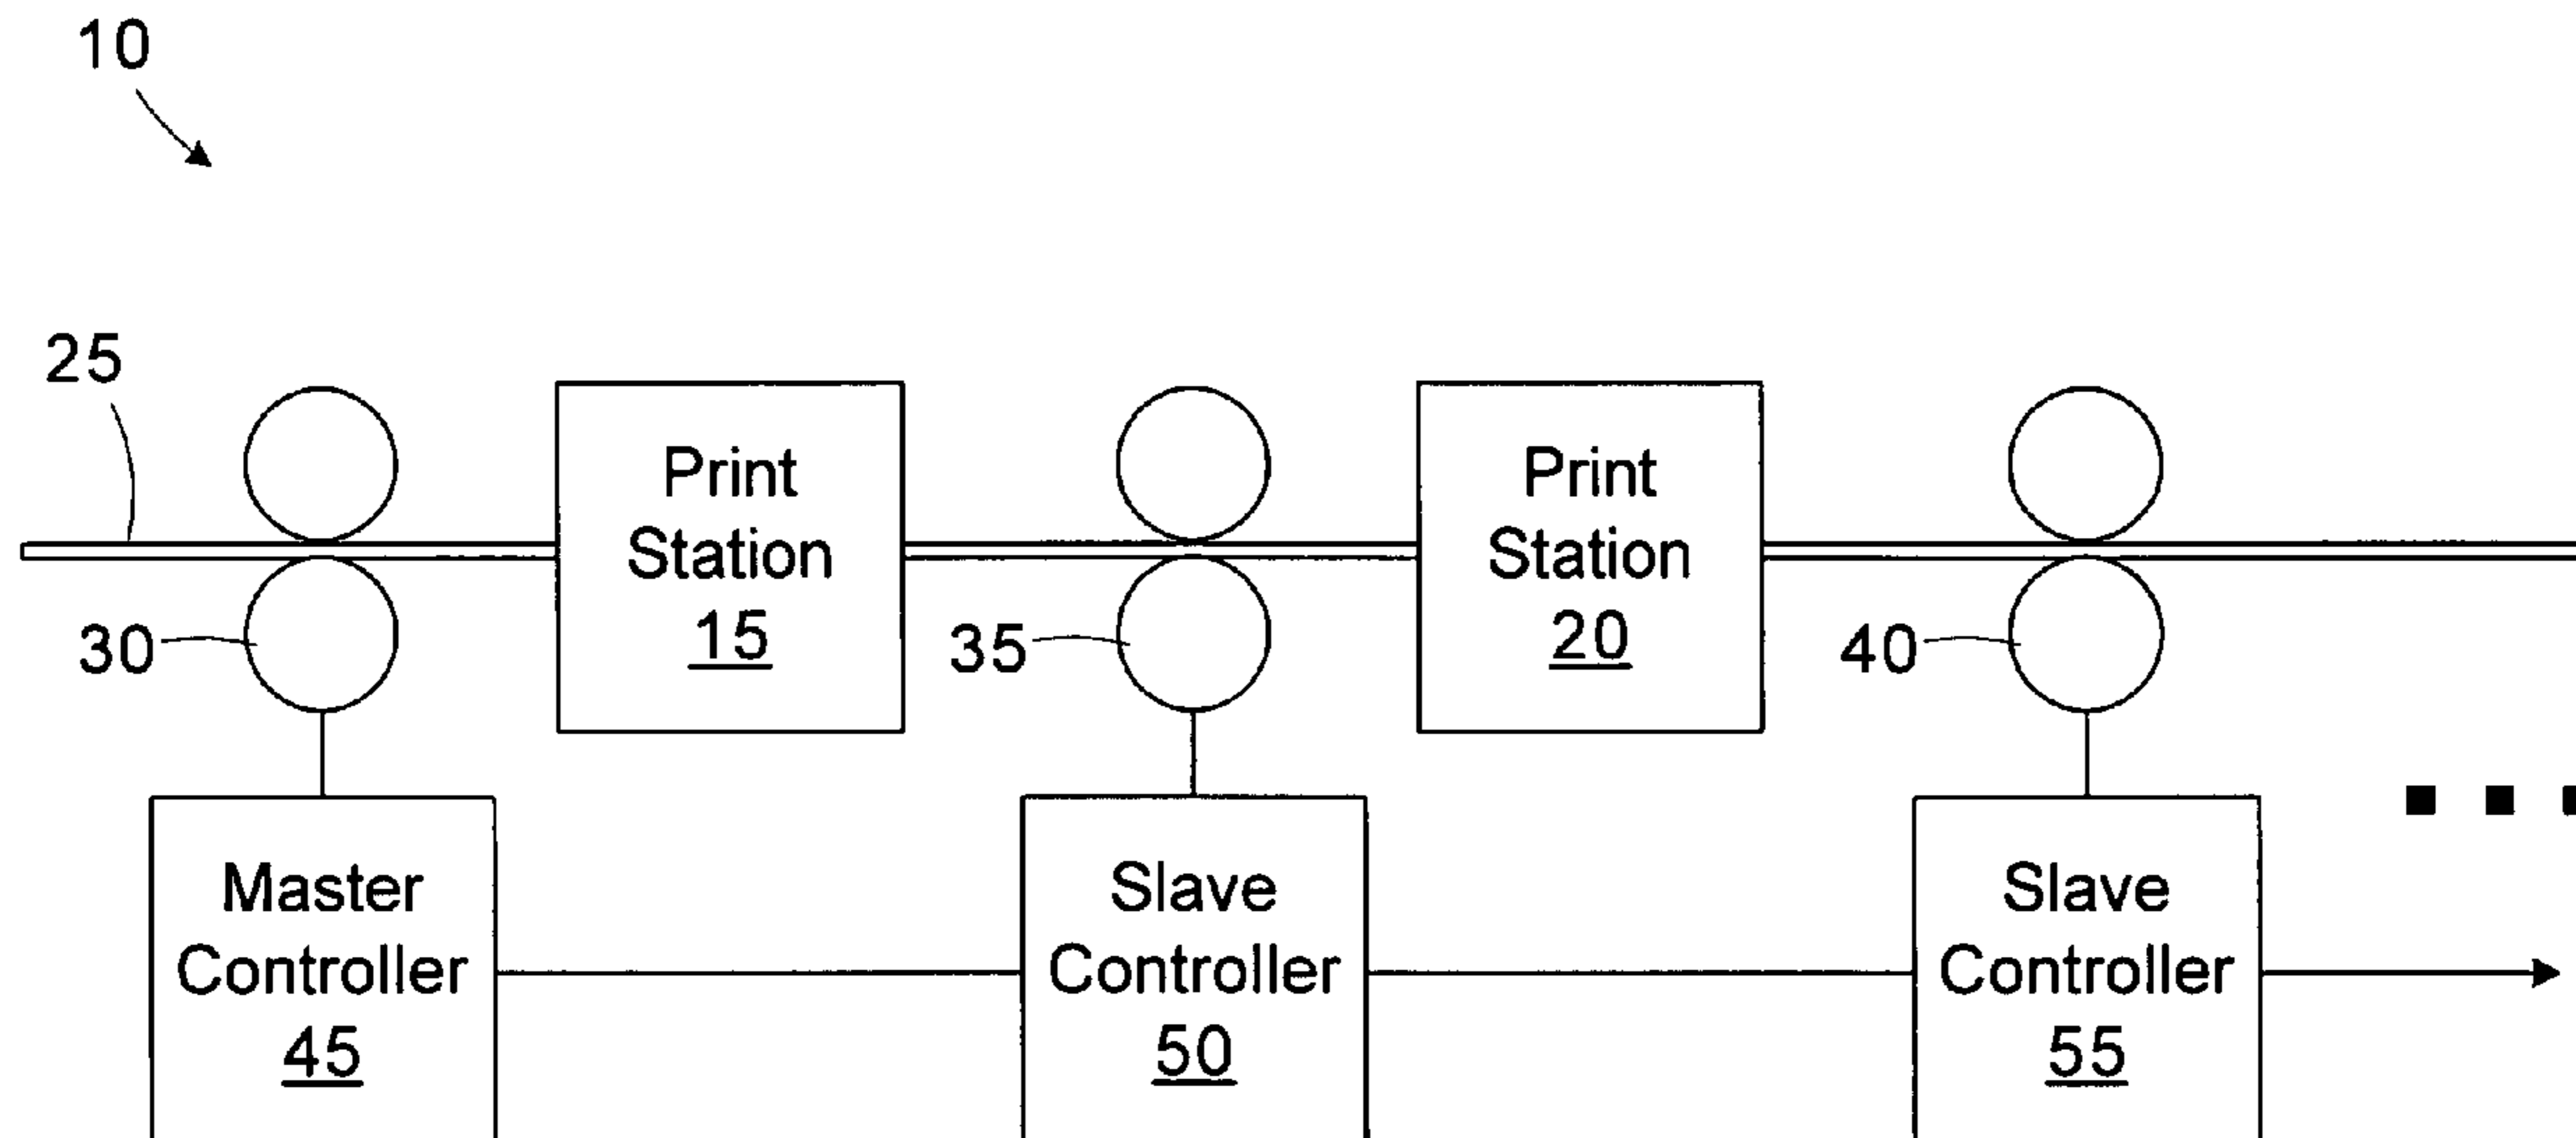 10
25
Print
Station
15
Print
Station
20
30
35
40
Master
Controller
45
Slave
Controller
50
Slave
Controller
55